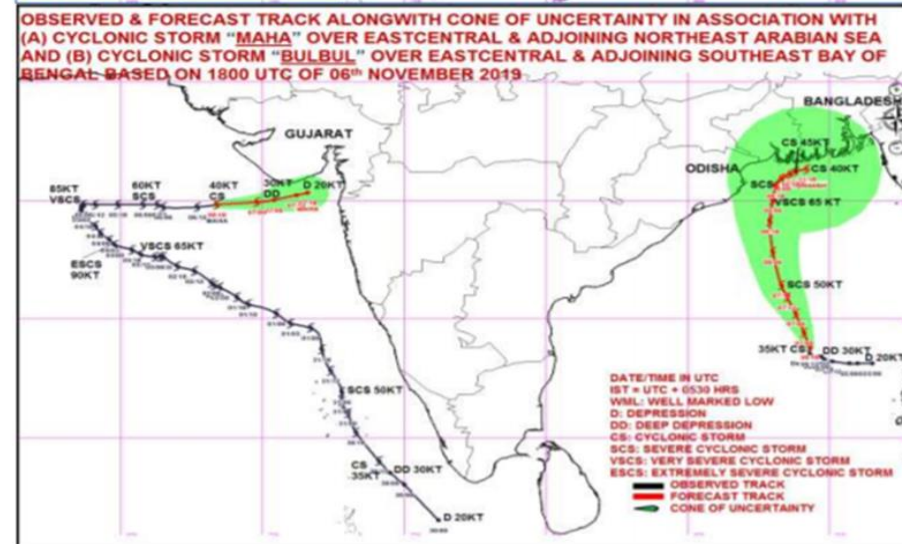 OBSERVED & FORECAST TRACK ALONGWITH CONE OF UNCERTAINTY IN ASSOCIATION WITH
(A) CYCLONIC STORM “MAHA” OVER EASTCENTRAL & ADJOINING NORTHEAST ARABIAN SEA
AND (B) CYCLONIC STORM “BULBUL” OVER EASTCENTRAL & ADJOINING SOUTHEAST BAY OF
BENGAL BASED ON 1800 UTC OF 06th NOVEMBER 2019
BANGLADESH
GUJARAT
CS 45KT
ODISHA
CS 40KT
85KT
VSCS
60KT
SCS
40KT
CS
30KT
DD
D 20KT
SCS
VSCS 65 KT
VSCS 65KT
ESCS
90KT
SCS 50KT
35KT CS
DD 30KT
D 20KT
SCS 50KT
CS
35KT
DD 30KT
D 20KT
DATE/TIME IN UTC
IST = UTC + 0530 HRS
WML: WELL MARKED LOW
D: DEPRESSION
DD: DEEP DEPRESSION
CS: CYCLONIC STORM
SCS: SEVERE CYCLONIC STORM
VSCS: VERY SEVERE CYCLONIC STORM
ESCS: EXTREMELY SEVERE CYCLONIC STORM
OBSERVED TRACK
FORECAST TRACK
CONE OF UNCERTAINTY